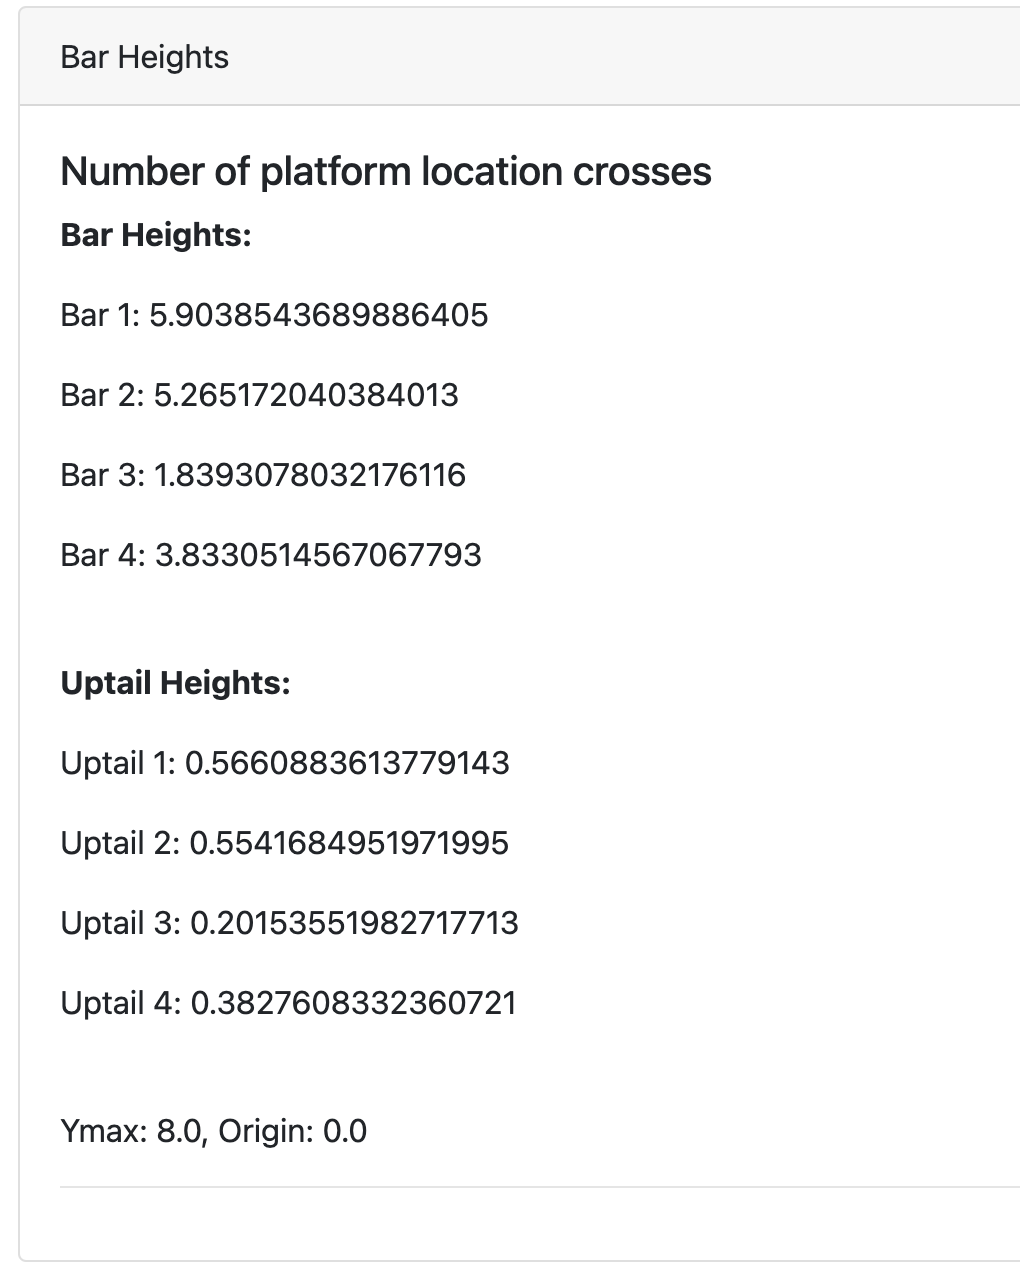 Bar Heights
Number of platform location crosses
Bar Heights:
Bar 1: 5.9038543689886405
Bar 2: 5.265172040384013
Bar 3: 1.8393078032176116
Bar 4: 3.8330514567067793
Uptail Heights:
Uptail 1: 0.5660883613779143
Uptail 2: 0.5541684951971995
Uptail 3: 0.20153551982717713
Uptail 4: 0.3827608332360721
Ymax: 8.0, Origin: 0.0